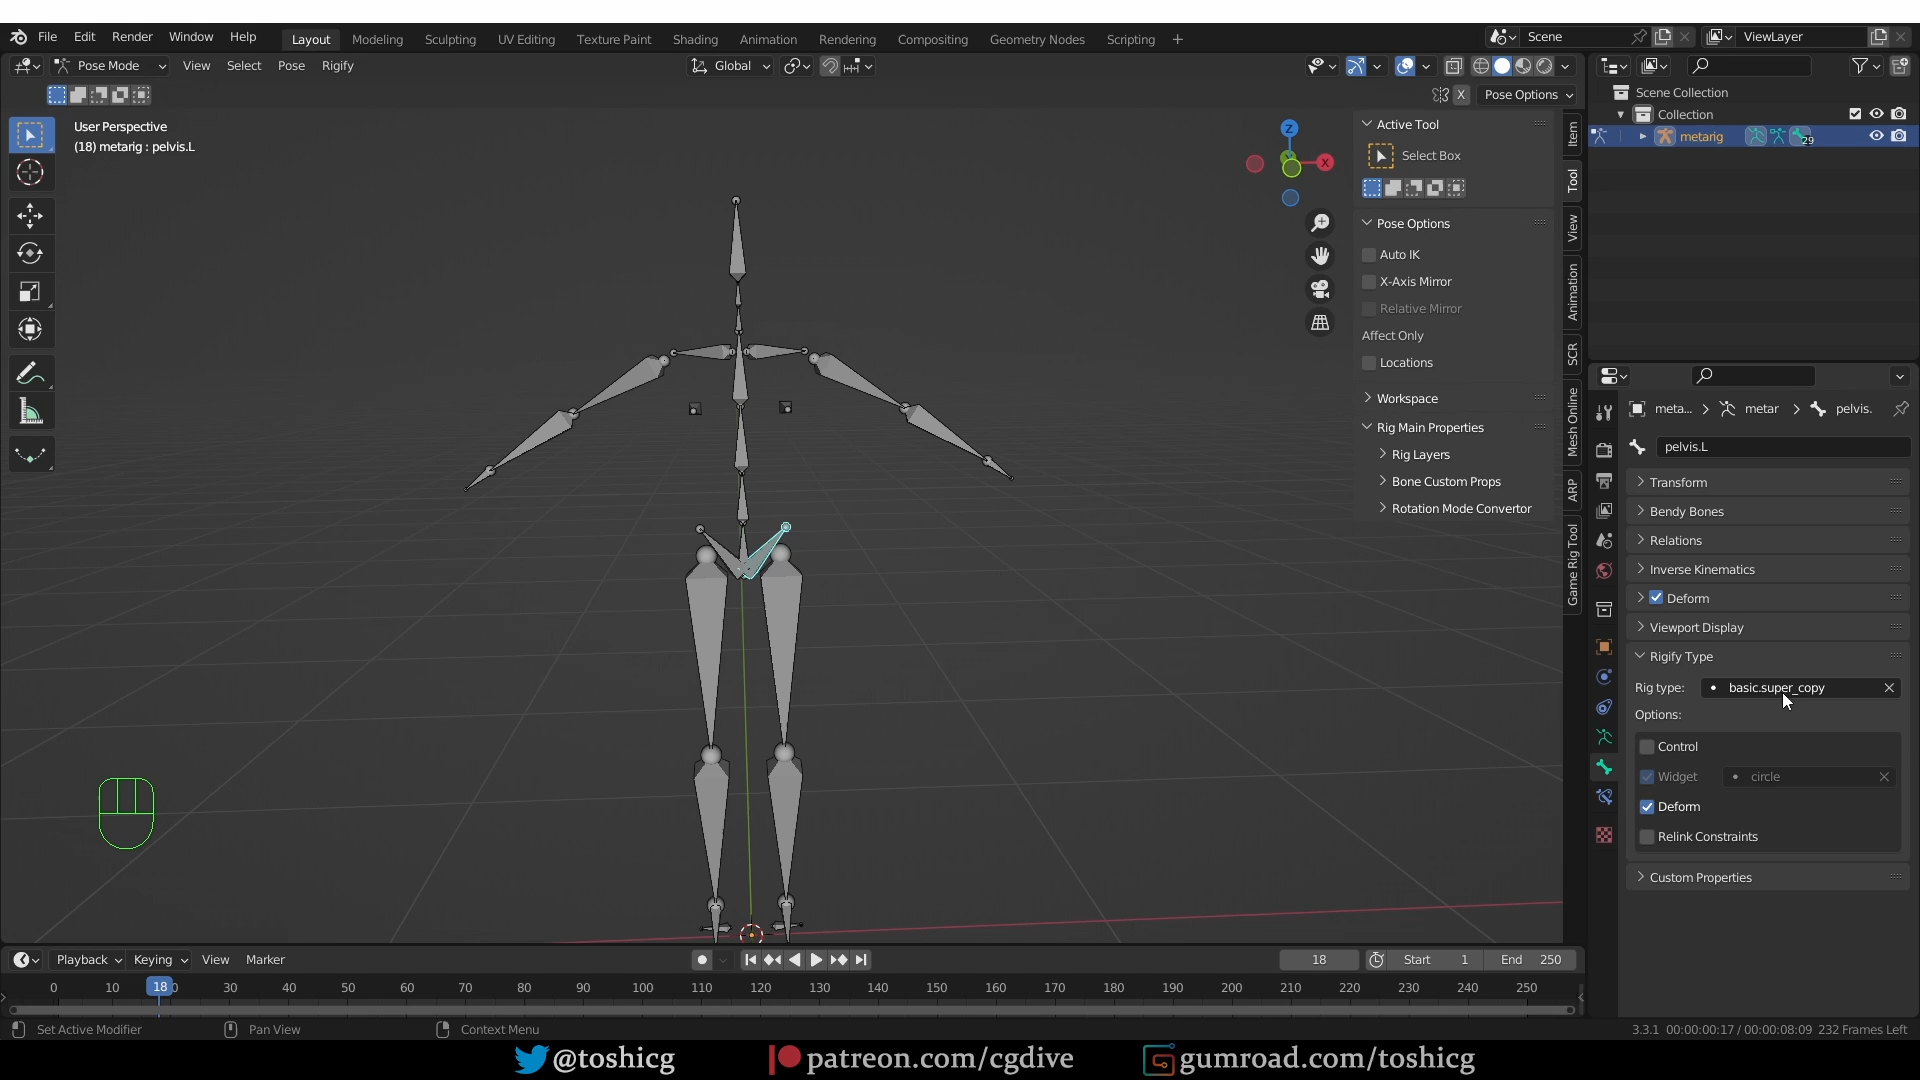 File Edit Render Window Help Layout Modeling Sculpting UV Editing Texture Paint Shading Animation Rendering Compositing Geometry Nodes Scripting + Scene ViewLayer
Pose Mode View Select Pose Rigify Global
X Pose Options
User Perspective
(18) metarig : pelvis.L
Z
X
Active Tool
Select Box
Pose Options
Auto IK
X-Axis Mirror
Relative Mirror
Affect Only
Locations
Workspace
Rig Main Properties
Rig Layers
Bone Custom Props
Rotation Mode Convertor
Item
Tool
View
Animation
SCR
Mesh Online
ARP
Game Rig Tool
Scene Collection
Collection
metarig 29
meta... metar pelvis.
pelvis.L
Transform
Bendy Bones
Relations
Inverse Kinematics
Deform
Viewport Display
Rigify Type
Rig type: basic.super_copy
Options:
Control
Widget circle
Deform
Relink Constraints
Custom Properties
Playback Keying View Marker 18 Start 1 End 250
0 10 18 30 40 50 60 70 80 90 100 110 120 130 140 150 160 170 180 190 200 210 220 230 240 250
Set Active Modifier Pan View Context Menu 3.3.1 00:00:00:17 / 00:00:08:09 232 Frames Left
@toshicg patreon.com/cgdive gumroad.com/toshicg